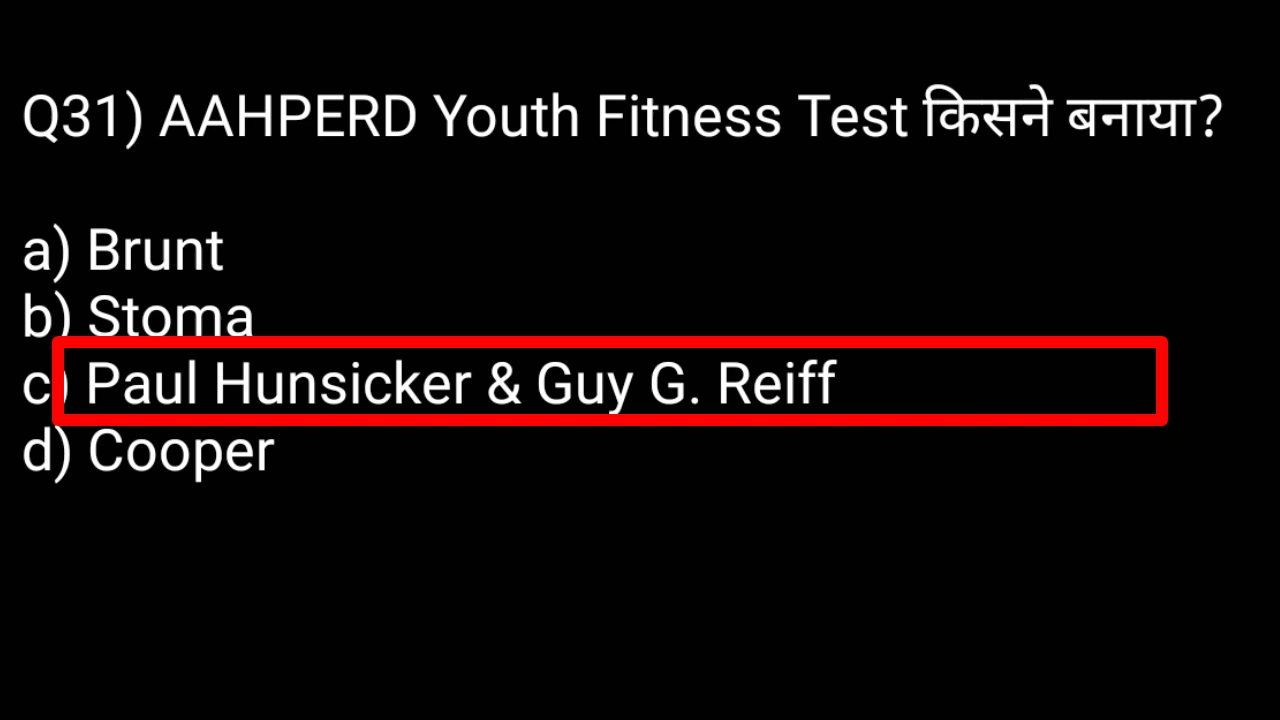 Q31) AAHPERD Youth Fitness Test किसने बनाया?
a) Brunt
b) Stoma
c) Paul Hunsicker & Guy G. Reiff
d) Cooper